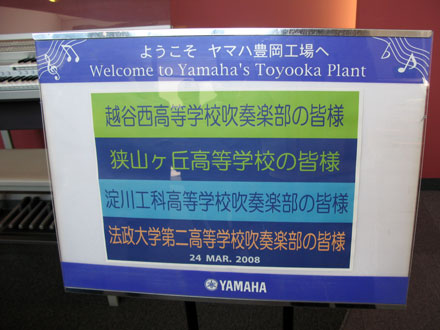 ようこそ ヤマハ豊岡工場へ
Welcome to Yamaha's Toyooka Plant
越谷西高等学校吹奏楽部の皆様
狭山ヶ丘高等学校の皆様
淀川工科高等学校吹奏楽部の皆様
法政大学第二高等学校吹奏楽部の皆様
24 MAR. 2008
YAMAHA